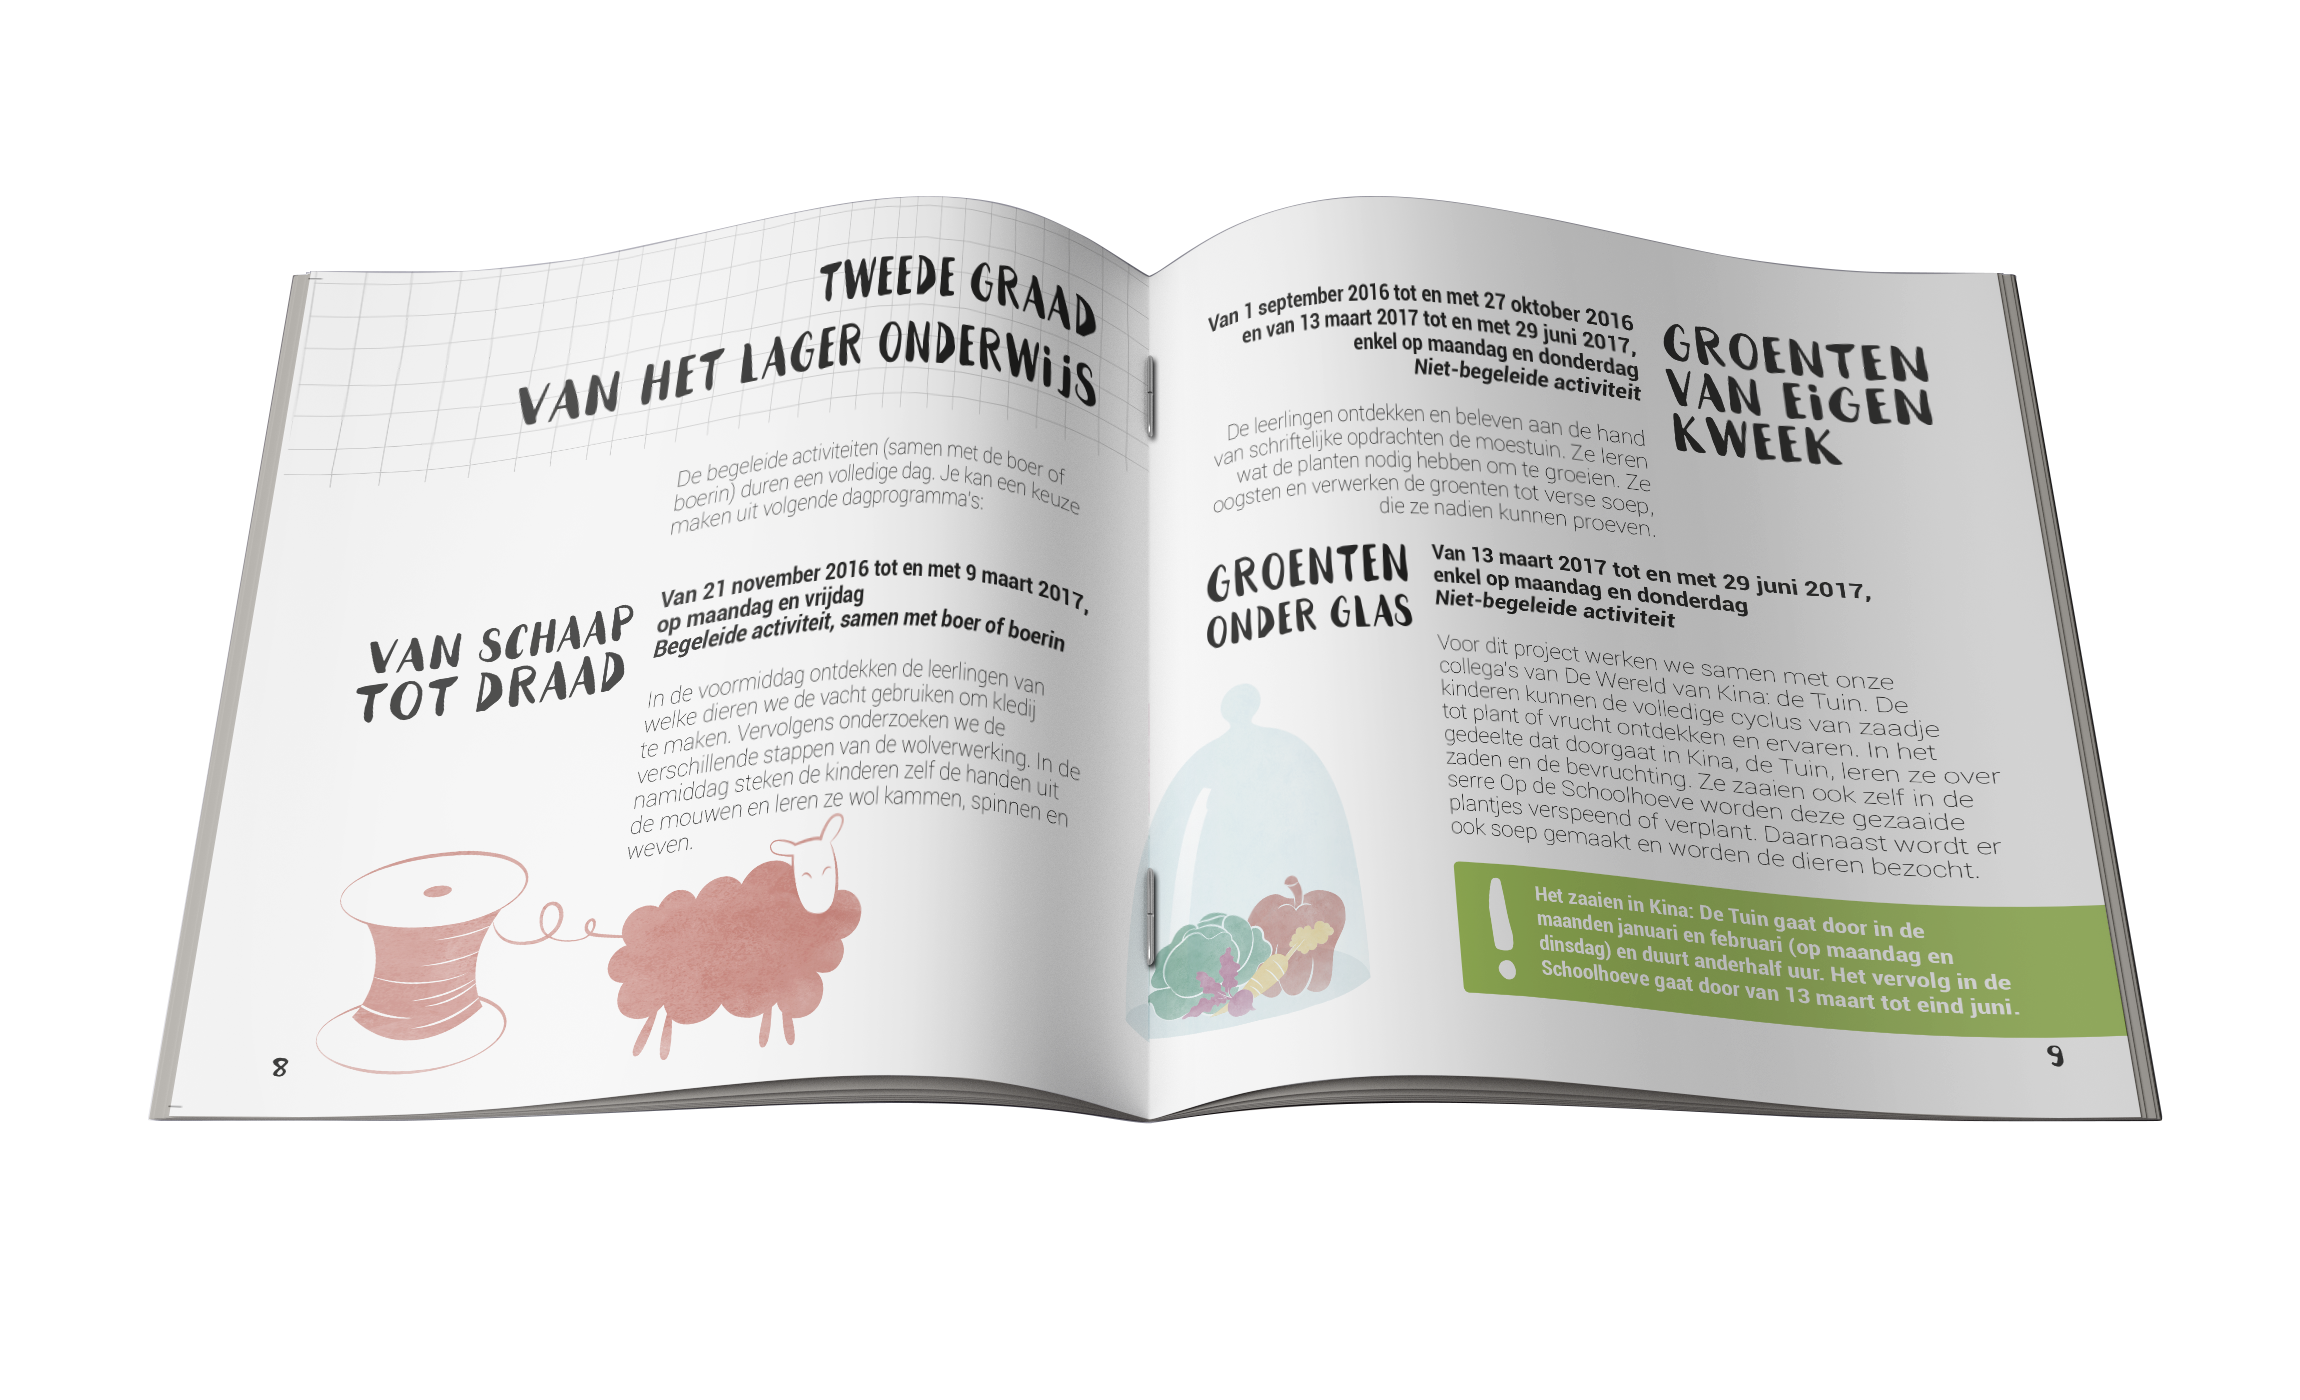 TWEEDE GRAAD
VAN HET LAGER ONDERWijS
De begeleide activiteiten (samen met de boer of
boerin) duren een volledige dag. Je kan een keuze
maken uit volgende dagprogramma's:
VAN SCHAAP
TOT DRAAD
Van 21 november 2016 tot en met 9 maart 2017,
op maandag en vrijdag
Begeleide activiteit, samen met boer of boerin
In de voormiddag ontdekken de leerlingen van
welke dieren we de vacht gebruiken om kledij
te maken. Vervolgens onderzoeken we de
verschillende stappen van de wolverwerking. In de
namiddag steken de kinderen zelf de handen uit
de mouwen en leren ze wol kammen, spinnen en
weven.
8
Van 1 september 2016 tot en met 27 oktober 2016
en van 13 maart 2017 tot en met 29 juni 2017,
enkel op maandag en donderdag
Niet-begeleide activiteit
GROENTEN
VAN EiGEN
KWEEK
De leerlingen ontdekken en beleven aan de hand
van schriftelijke opdrachten de moestuin. Ze leren
wat de planten nodig hebben om te groeien. Ze
oogsten en verwerken de groenten tot verse soep,
die ze nadien kunnen proeven.
GROENTEN
ONDER GLAS
Van 13 maart 2017 tot en met 29 juni 2017,
enkel op maandag en donderdag
Niet-begeleide activiteit
Voor dit project werken we samen met onze
collega's van De Wereld van Kina: de Tuin. De
kinderen kunnen de volledige cyclus van zaadje
tot plant of vrucht ontdekken en ervaren. In het
gedeelte dat doorgaat in Kina, de Tuin, leren ze over
zaden en de bevruchting. Ze zaaien ook zelf in de
serre Op de Schoolhoeve worden deze gezaaide
plantjes verspeend of verplant. Daarnaast wordt er
ook soep gemaakt en worden de dieren bezocht.
!
Het zaaien in Kina: De Tuin gaat door in de
maanden januari en februari (op maandag en
dinsdag) en duurt anderhalf uur. Het vervolg in de
Schoolhoeve gaat door van 13 maart tot eind juni.
9